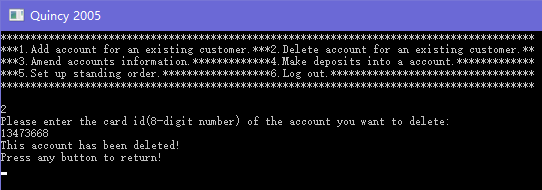 Quincy 2005
*****************************************************************************************
***1.Add account for an existing customer.***2.Delete account for an existing customer.**
***3.Amend accounts information.*************4.Make deposits into a account.*************
***5.Set up standing order.******************6.Log out.**********************************
*****************************************************************************************
2
Please enter the card id(8-digit number) of the account you want to delete:
13473668
This account has been deleted!
Press any button to return!